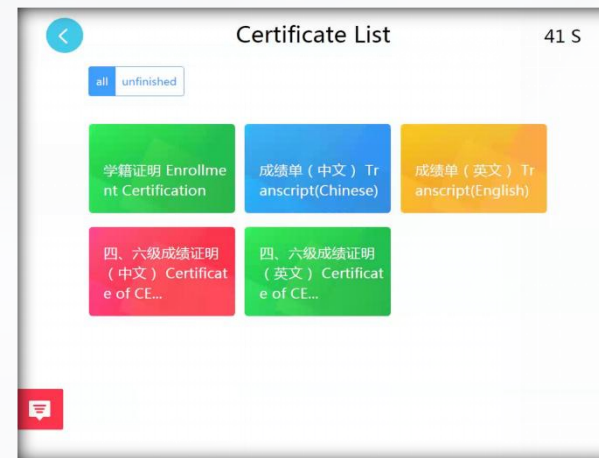 Certificate List
41 S
all
unfinished
学籍证明 Enrollme
nt Certification
成绩单（中文）Tr
anscript(Chinese)
成绩单（英文）Tr
anscript(English)
四、六级成绩证明
（中文） Certificat
e of CE...
四、六级成绩证明
（英文） Certificat
e of CE...